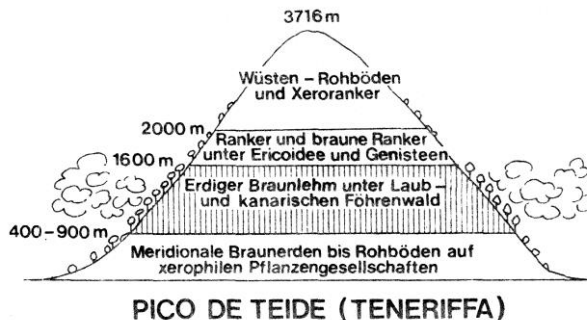 3716 m
Wüsten – Rohböden
und Xeroranker
2000 m
Ranker und braune Ranker
1600 m
unter Ericoidee und Genisteen
Erdiger Braunlehm unter Laub –
und kanarischen Föhrenwald
400-900 m
Meridionale Braunerden bis Rohböden auf
xerophilen Pflanzengesellschaften
PICO DE TEIDE (TENERIFFA)